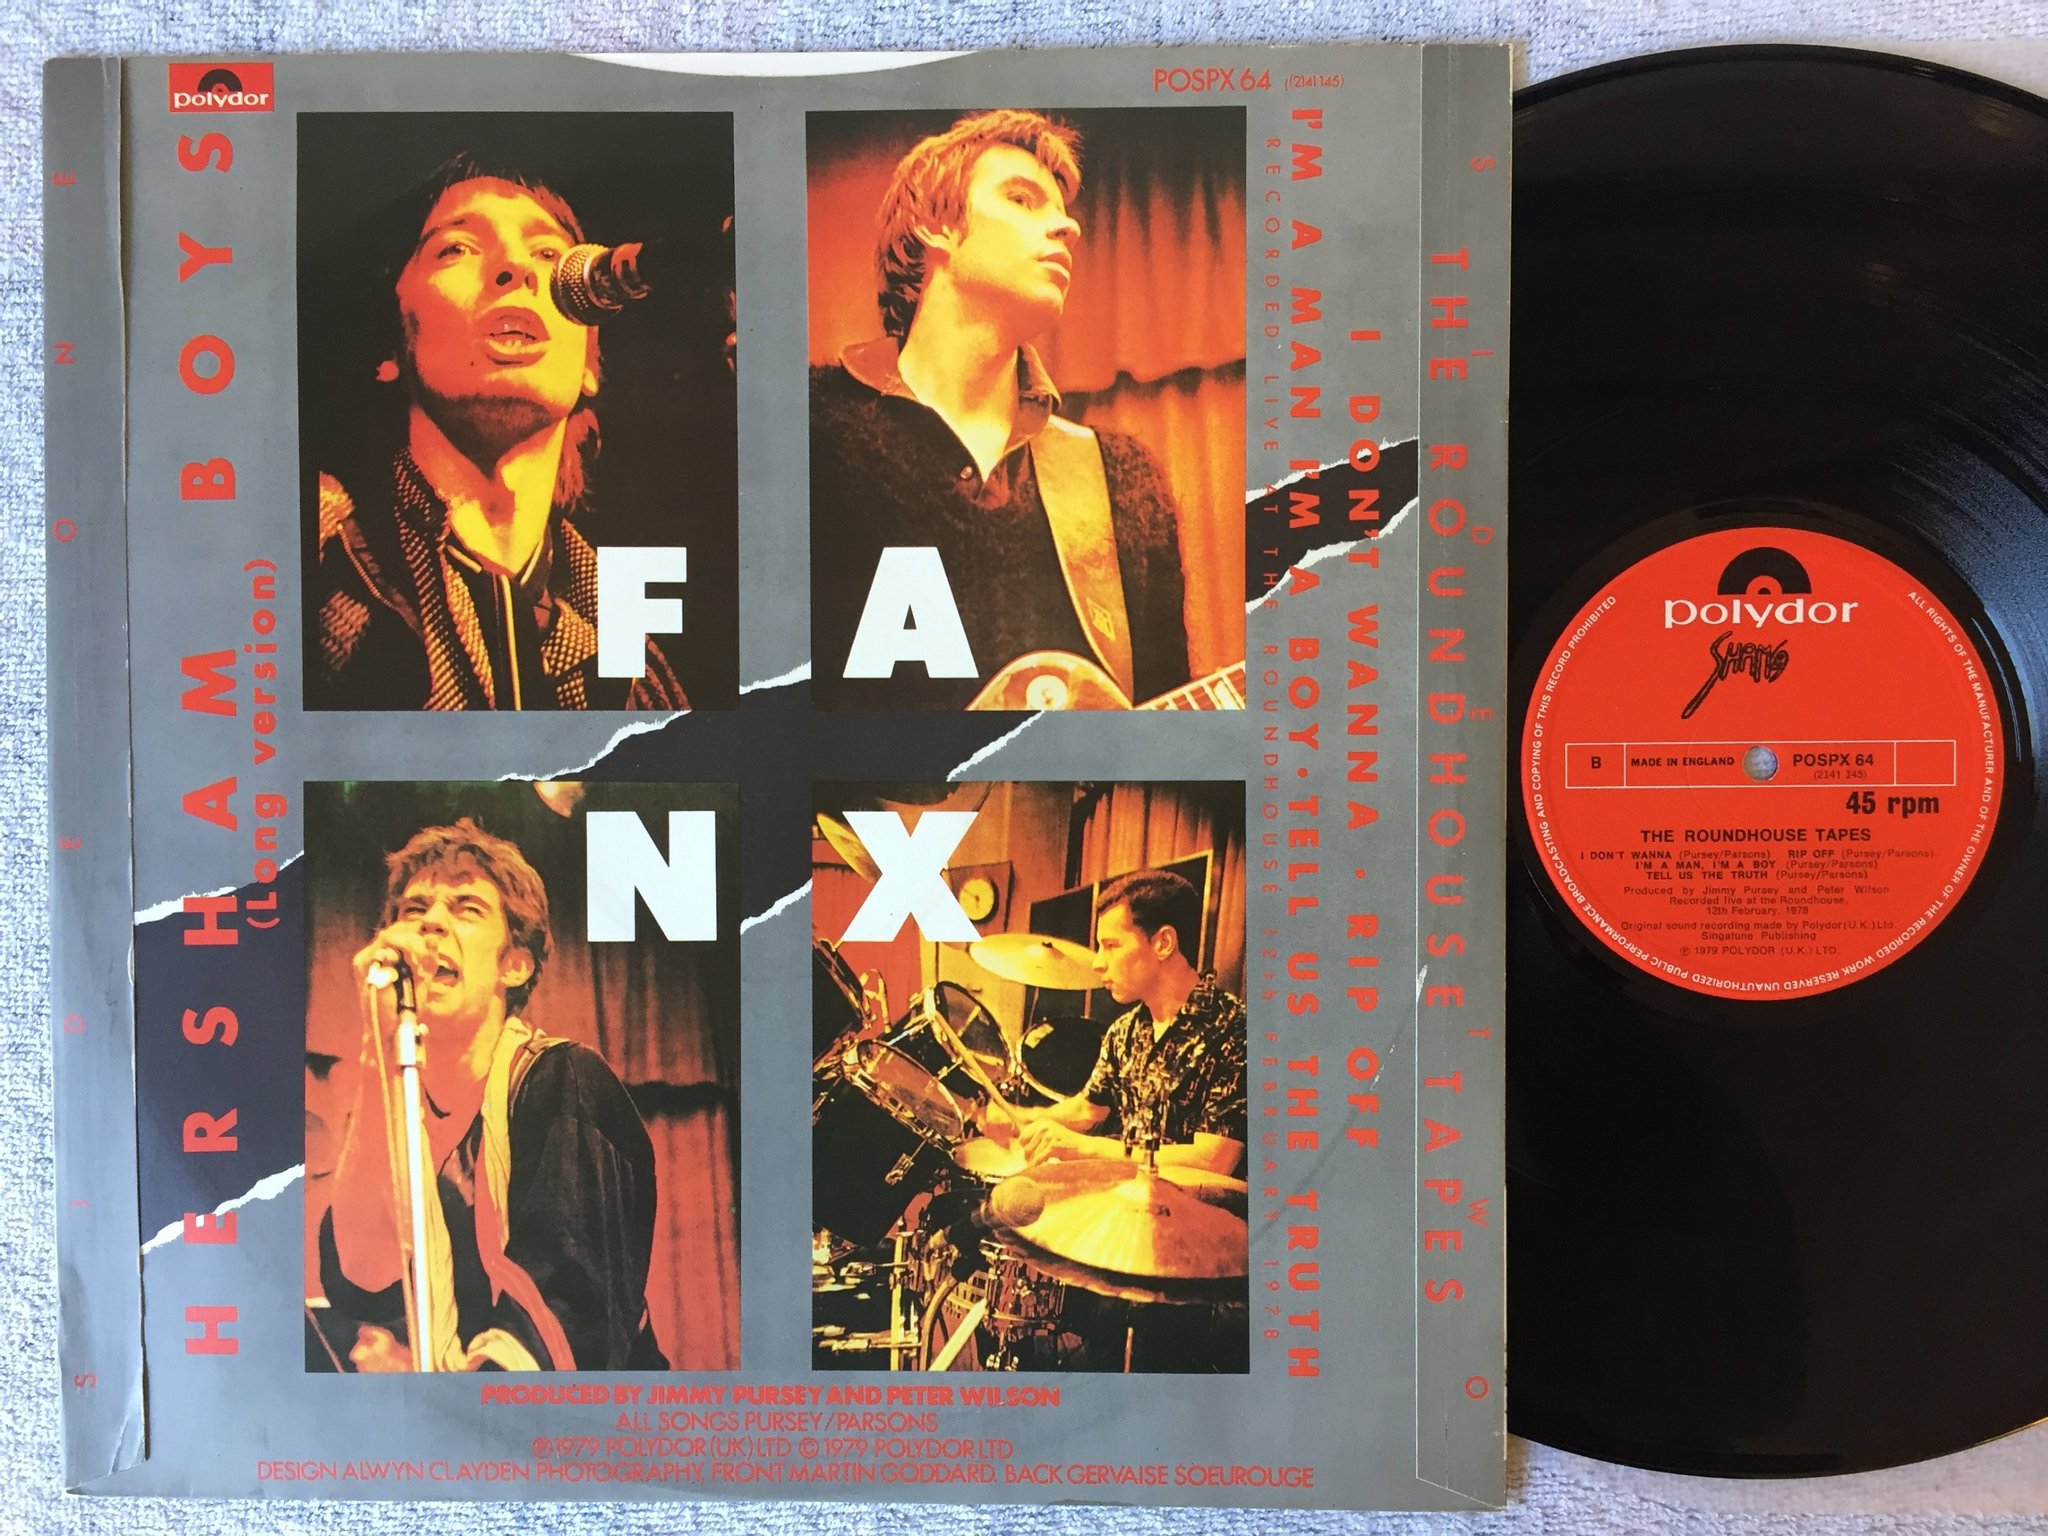 polydor
POSPX 64 (2141 145)
SIDE ONE
HERSHAM BOYS
(Long version)
F A
N X
I DON'T WANNA · RIP OFF
I'M A MAN I'M A BOY · TELL US THE TRUTH
RECORDED LIVE AT THE ROUNDHOUSE 12th FEBRUARY 1978
THE ROUNDHOUSE TAPES
SIDE TWO
PRODUCED BY JIMMY PURSEY AND PETER WILSON
ALL SONGS PURSEY/PARSONS
℗ 1979 POLYDOR (UK) LTD © 1979 POLYDOR LTD
DESIGN ALWYN CLAYDEN PHOTOGRAPHY, FRONT MARTIN GODDARD. BACK GERVAISE SOEUROUGE
polydor
SHAM69
B MADE IN ENGLAND POSPX 64
(2141 145)
45 rpm
THE ROUNDHOUSE TAPES
I DON'T WANNA (Pursey/Parsons) RIP OFF (Pursey/Parsons)
I'M A MAN, I'M A BOY (Pursey/Parsons)
TELL US THE TRUTH (Pursey/Parsons)
Produced by Jimmy Pursey and Peter Wilson
Recorded live at the Roundhouse,
12th February, 1978
Original sound recording made by Polydor (U.K.) Ltd.
Singatune Publishing
℗ 1979 POLYDOR (U.K.) LTD.
ALL RIGHTS OF THE MANUFACTURER AND OF THE OWNER OF THE RECORDED WORK RESERVED UNAUTHORIZED PUBLIC PERFORMANCE BROADCASTING AND COPYING OF THIS RECORD PROHIBITED